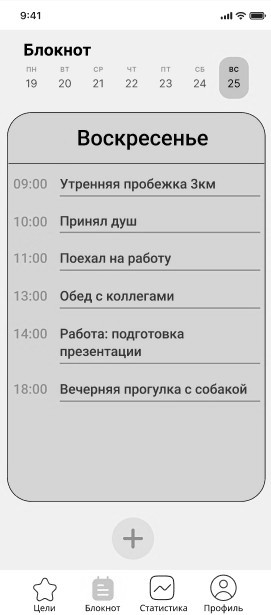 9:41
Блокнот
ПН ВТ СР ЧТ ПТ СБ ВС
19 20 21 22 23 24 25
Воскресенье
09:00 Утренняя пробежка 3км
10:00 Принял душ
11:00 Поехал на работу
13:00 Обед с коллегами
14:00 Работа: подготовка
презентации
18:00 Вечерняя прогулка с собакой
Цели Блокнот Статистика Профиль